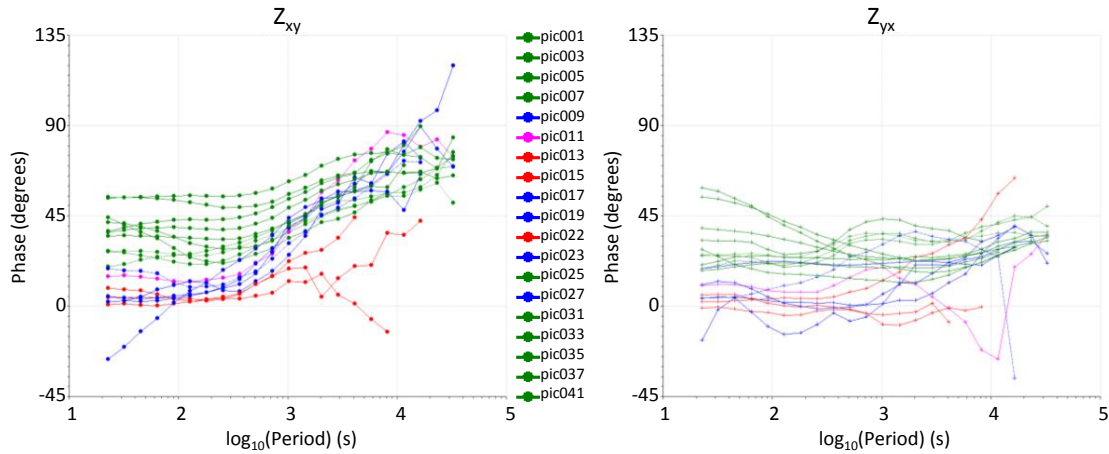 Z_xy
135
90
45
0
-45
Phase (degrees)
1 2 3 4 5
log_10(Period) (s)
pic001
pic003
pic005
pic007
pic009
pic011
pic013
pic015
pic017
pic019
pic022
pic023
pic025
pic027
pic031
pic033
pic035
pic037
pic041
Z_yx
135
90
45
0
-45
Phase (degrees)
1 2 3 4 5
log_10(Period) (s)